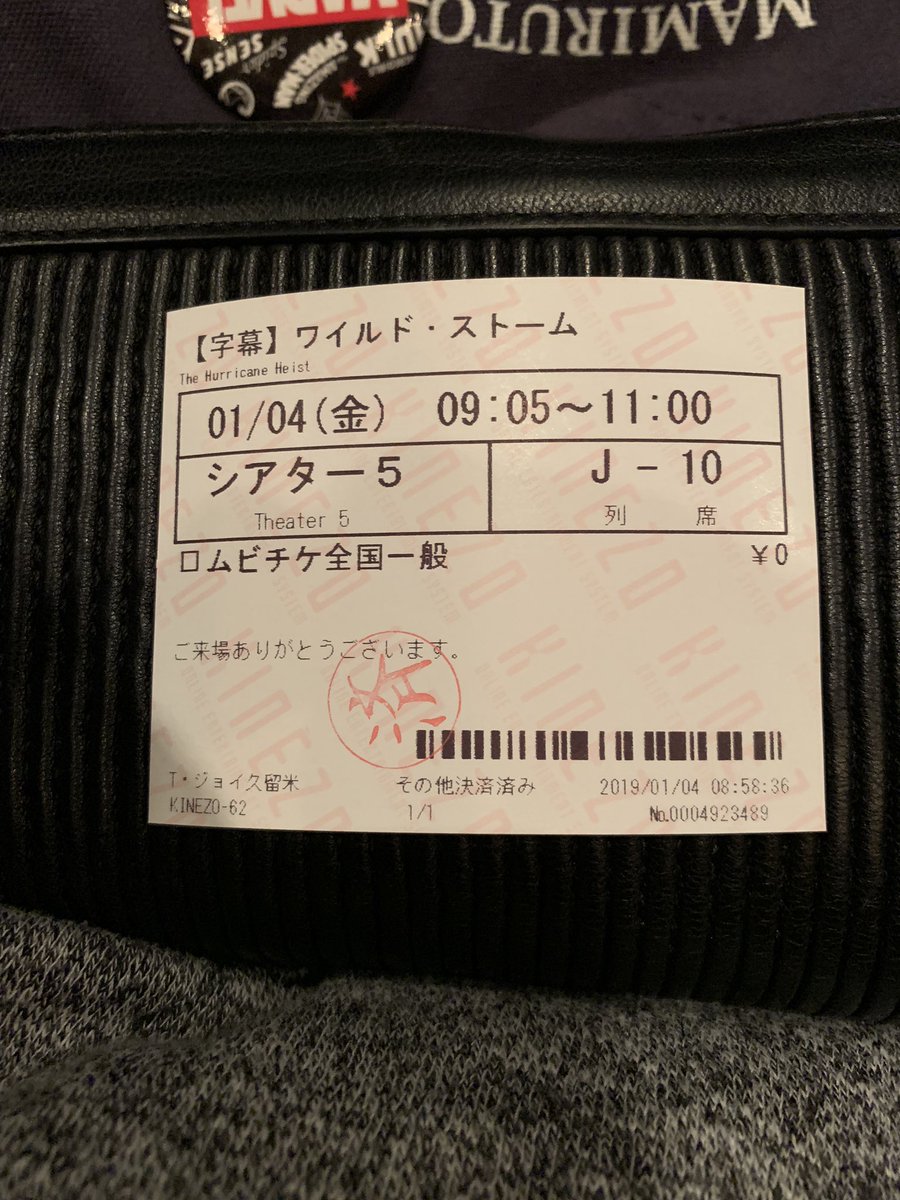 MAMIRUTO
SENSE
SPIDER-MAN
【字幕】ワイルド・ストーム
The Hurricane Heist
01/04(金) 09:05〜11:00
シアター5
Theater 5
J - 10
列 席
ロムビチケ全国一般 ¥0
ご来場ありがとうございます。
済
T・ジョイ久留米 その他決済済み 2019/01/04 08:58:36
KINEZO-62 1/1 No.0004923489